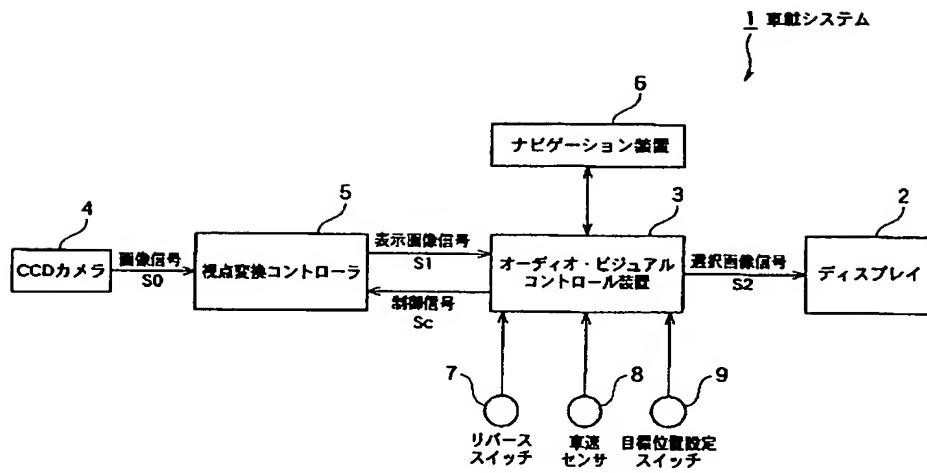 1 車載システム
6
ナビゲーション装置
4
CCDカメラ
画像信号
S0
5
視点変換コントローラ
表示画像信号
S1
制御信号
Sc
3
オーディオ・ビジュアル
コントロール装置
選択画像信号
S2
2
ディスプレイ
7
リバース
スイッチ
8
車速
センサ
9
目標位置設定
スイッチ